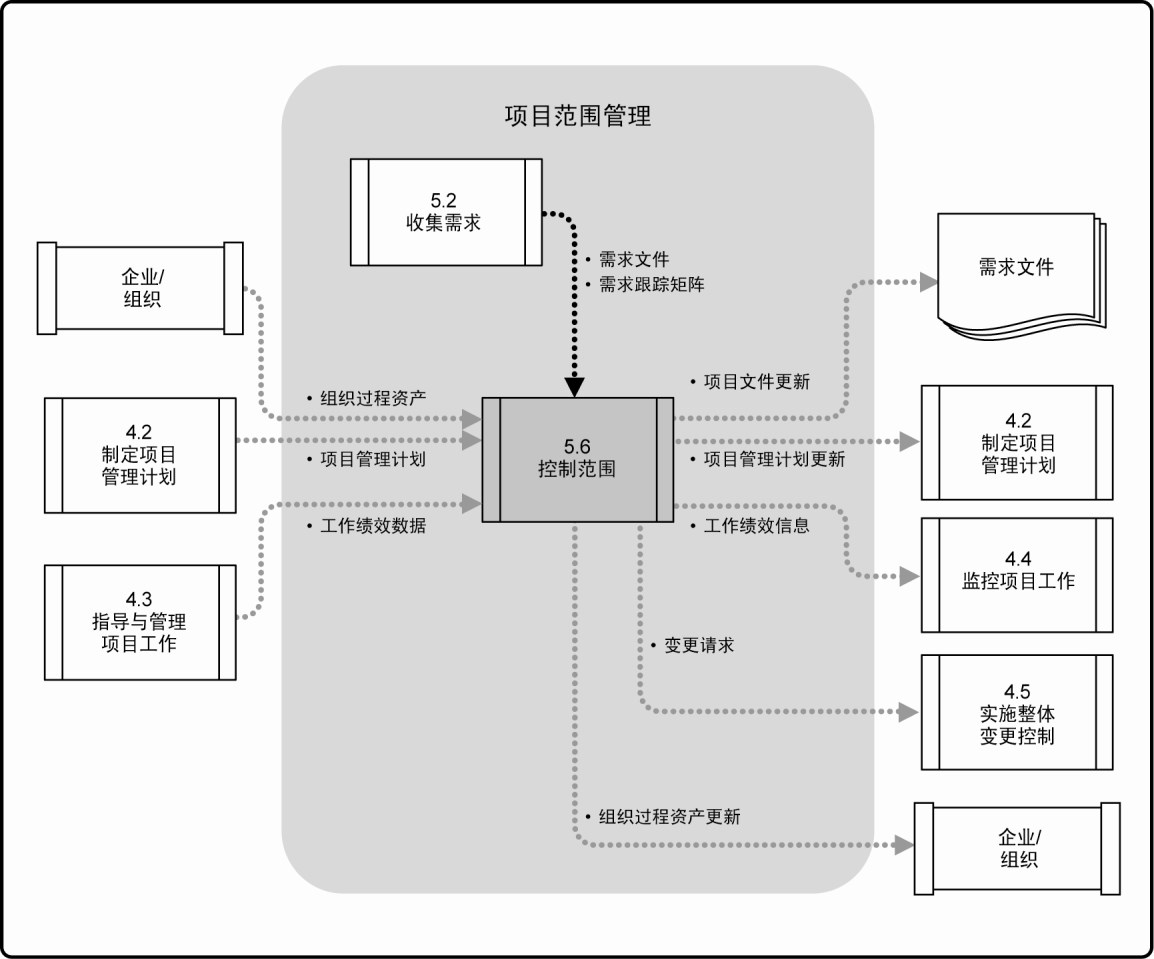 项目范围管理
5.2
收集需求
• 需求文件
• 需求跟踪矩阵
企业/
组织
4.2
制定项目
管理计划
4.3
指导与管理
项目工作
• 组织过程资产
• 项目管理计划
• 工作绩效数据
5.6
控制范围
• 项目文件更新
• 项目管理计划更新
• 工作绩效信息
• 变更请求
• 组织过程资产更新
需求文件
4.2
制定项目
管理计划
4.4
监控项目工作
4.5
实施整体
变更控制
企业/
组织